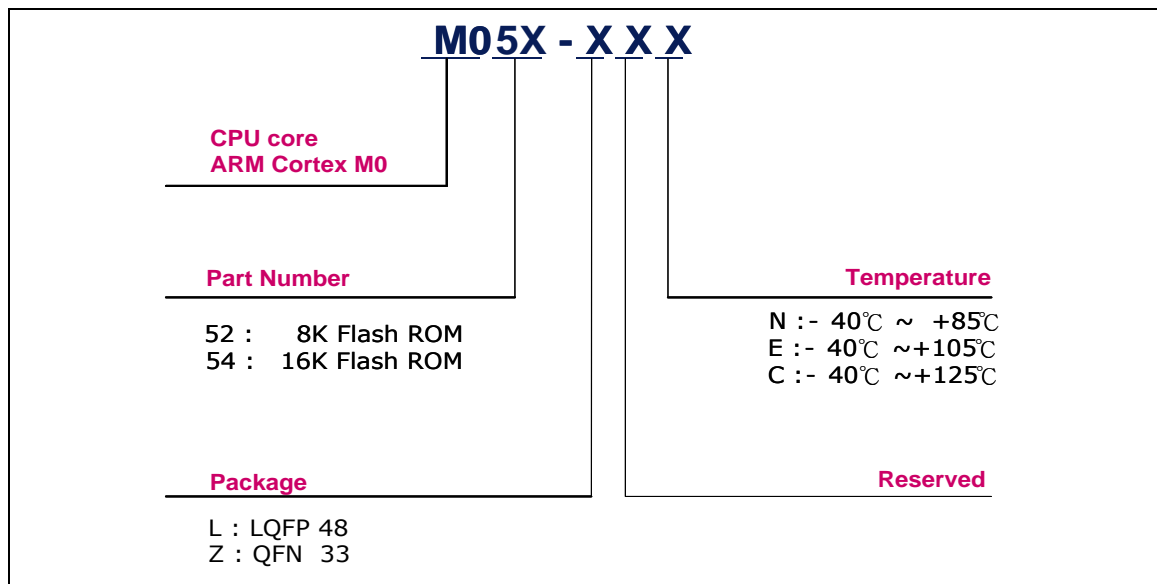 M05X - X X X
CPU core
ARM Cortex M0
Part Number
52 : 8K Flash ROM
54 : 16K Flash ROM
Temperature
N :- 40℃ ~ +85℃
E :- 40℃ ~+105℃
C :- 40℃ ~+125℃
Package
L : LQFP 48
Z : QFN 33
Reserved